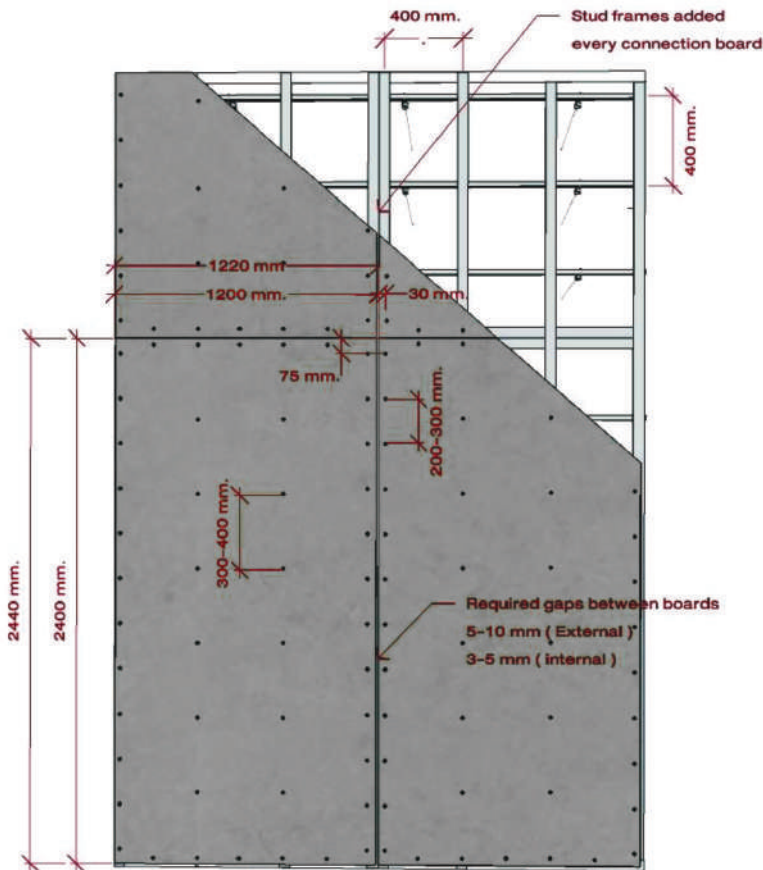 400 mm.
Stud frames added
every connection board
400 mm.
1220 mm
1200 mm.
30 mm.
75 mm.
200-300 mm.
300-400 mm.
2440 mm.
2400 mm.
Required gaps between boards
5-10 mm ( External )
3-5 mm ( internal )